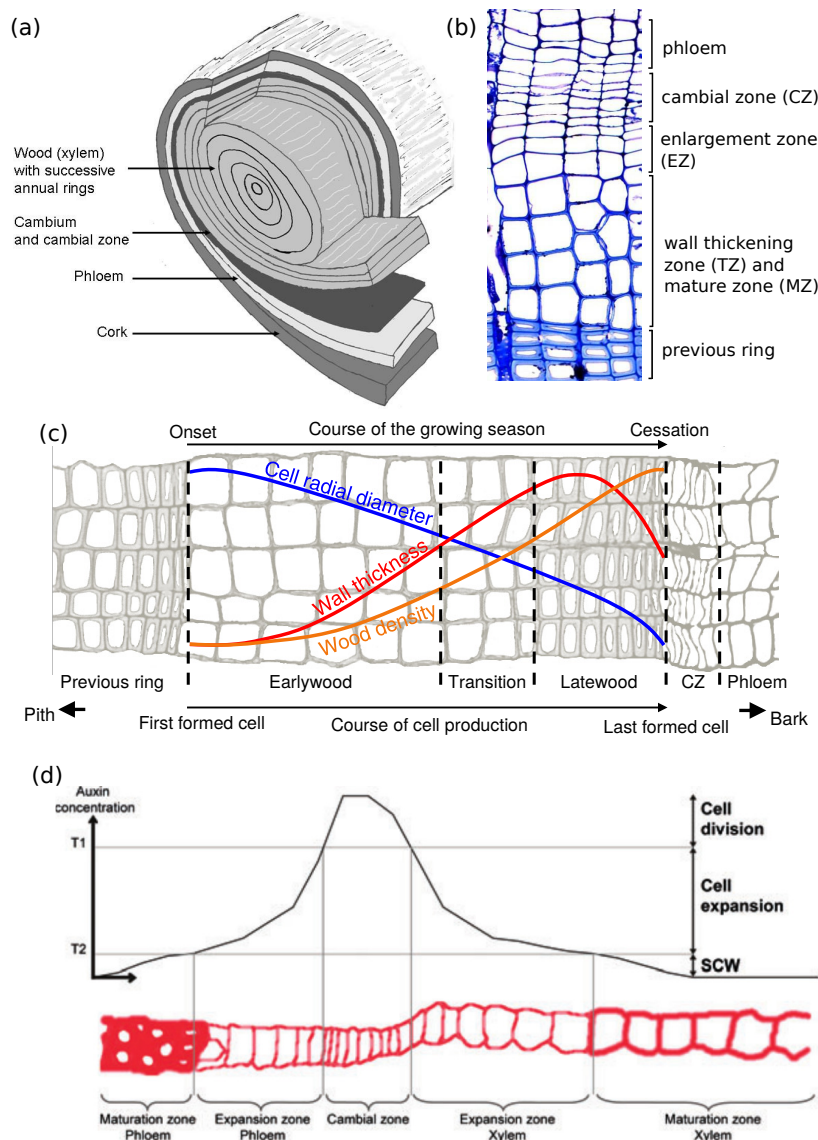 (a)
Wood (xylem)
with successive
annual rings
Cambium
and cambial zone
Phloem
Cork
(b)
phloem
cambial zone (CZ)
enlargement zone
(EZ)
wall thickening
zone (TZ) and
mature zone (MZ)
previous ring
(c)
Onset
Course of the growing season
Cessation
Cell radial diameter
Wall thickness
Wood density
Previous ring
Earlywood
Transition
Latewood
CZ
Phloem
Pith
First formed cell
Course of cell production
Last formed cell
Bark
(d)
Auxin
concentration
T1
T2
Cell
division
Cell
expansion
SCW
Maturation zone
Phloem
Expansion zone
Phloem
Cambial zone
Expansion zone
Xylem
Maturation zone
Xylem